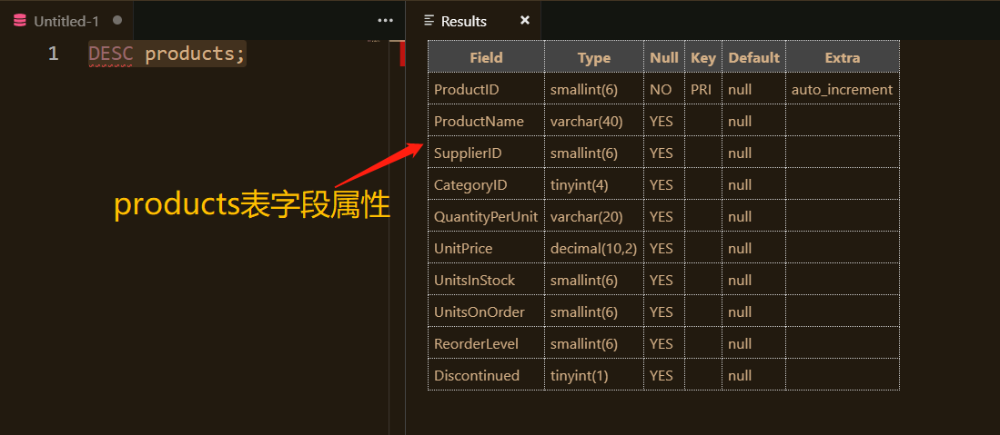 Untitled-1
Results
1 DESC products;
Field Type Null Key Default Extra
ProductID smallint(6) NO PRI null auto_increment
ProductName varchar(40) YES null
SupplierID smallint(6) YES null
CategoryID tinyint(4) YES null
QuantityPerUnit varchar(20) YES null
UnitPrice decimal(10,2) YES null
UnitsInStock smallint(6) YES null
UnitsOnOrder smallint(6) YES null
ReorderLevel smallint(6) YES null
Discontinued tinyint(1) YES null
products表字段属性